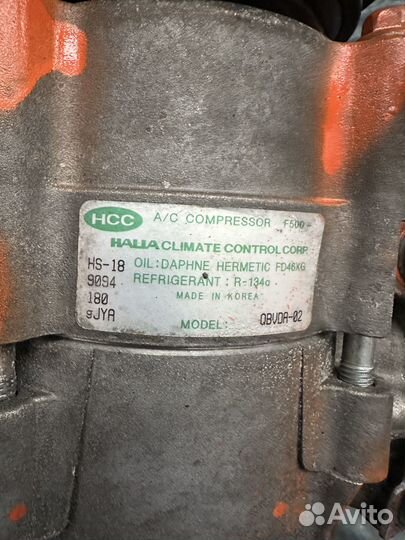 HCC A/C COMPRESSOR F500-
HALLA CLIMATE CONTROL CORP.
HS-18 OIL: DAPHNE HERMETIC FD46XG
9094 REFRIGERANT: R-134a
180 MADE IN KOREA
gJYA MODEL: QBVDA-02
Avito